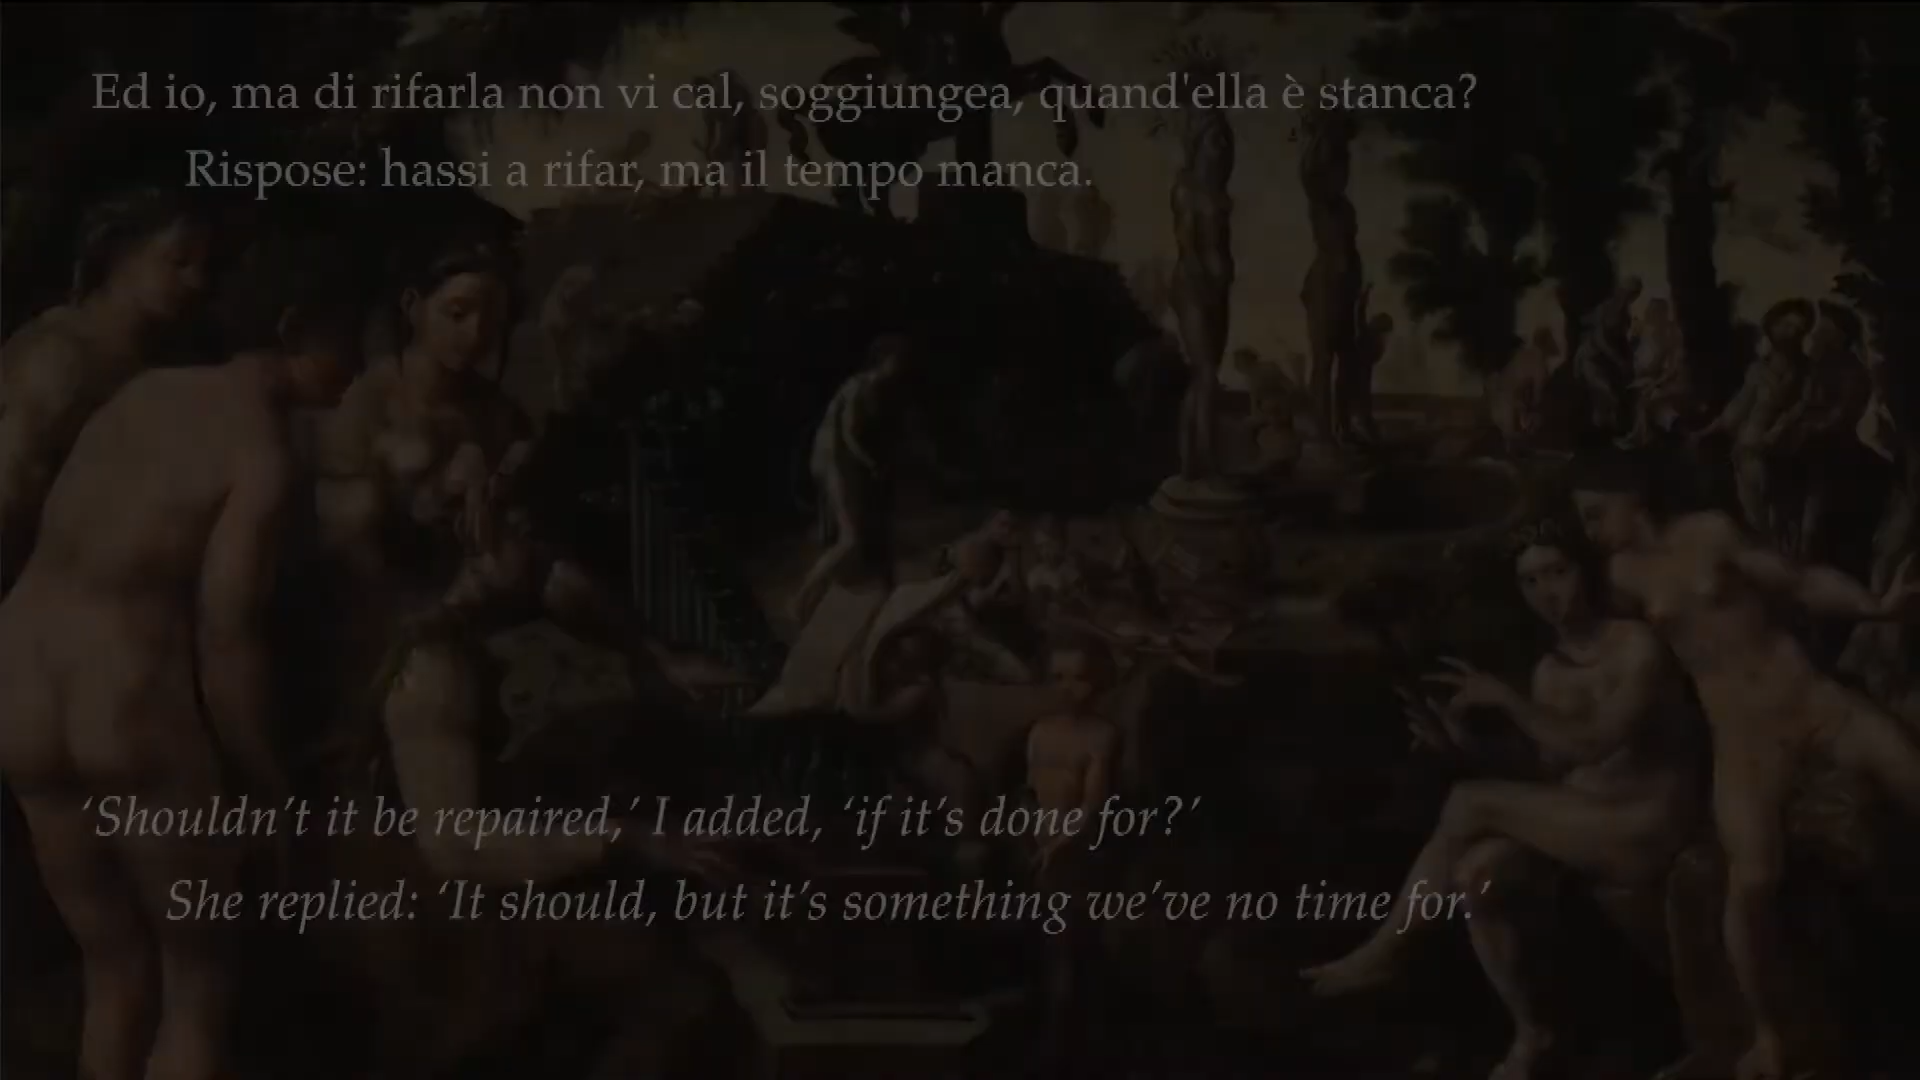 Ed io, ma di rifarla non vi cal, soggiungea, quand'ella è stanca?
Rispose: hassi a rifar, ma il tempo manca.
‘Shouldn’t it be repaired,’ I added, ‘if it’s done for?’
She replied: ‘It should, but it’s something we’ve no time for.’